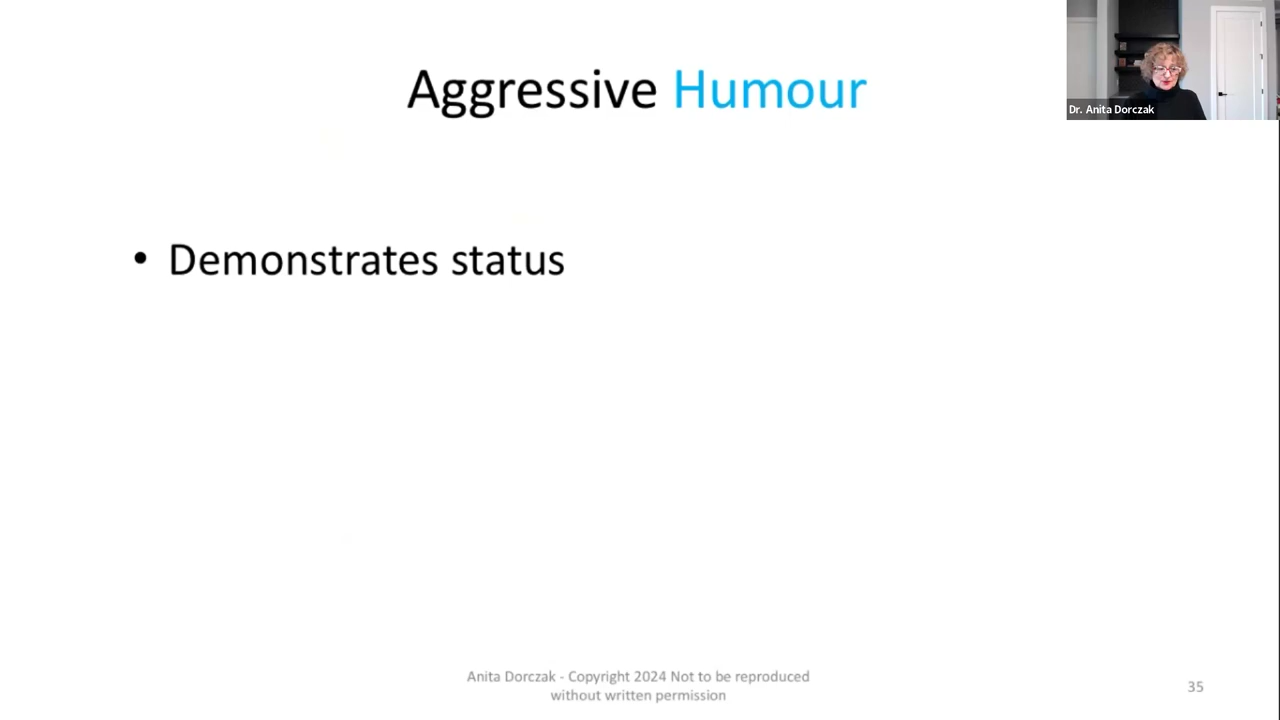 Aggressive Humour
Dr. Anita Dorczak
• Demonstrates status
Anita Dorczak - Copyright 2024 Not to be reproduced
without written permission
35